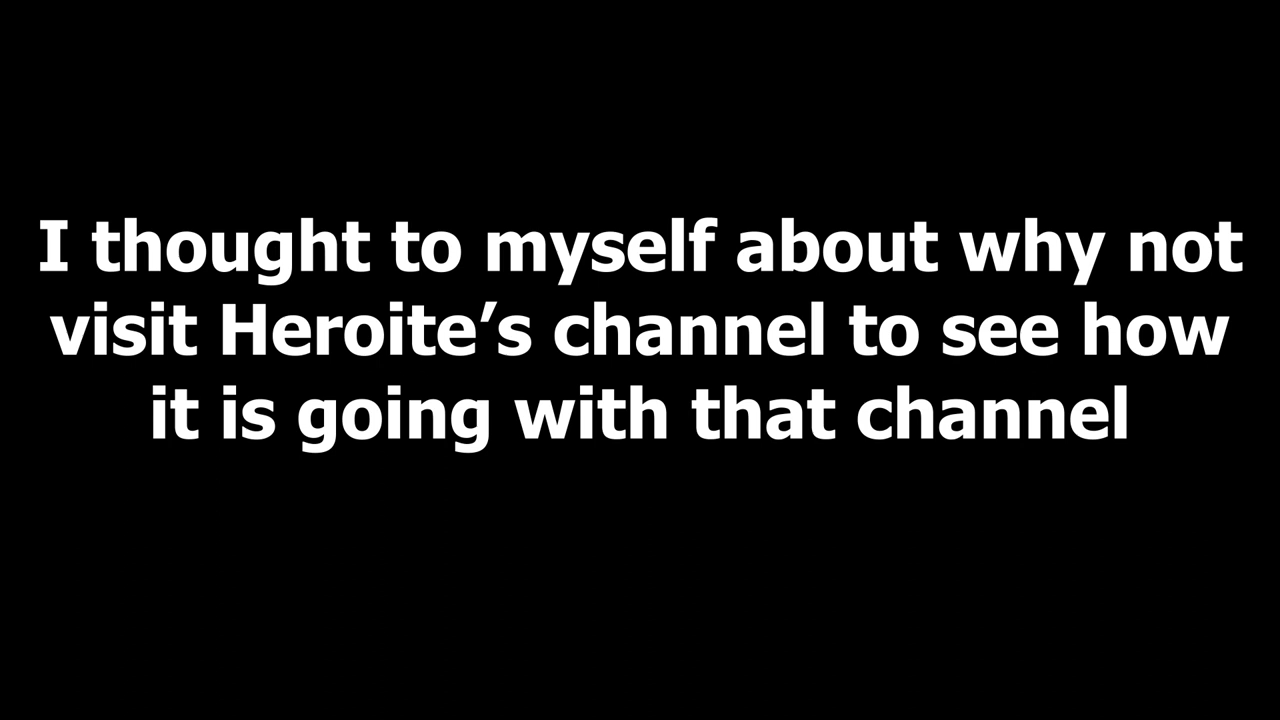 I thought to myself about why not
visit Heroite’s channel to see how
it is going with that channel